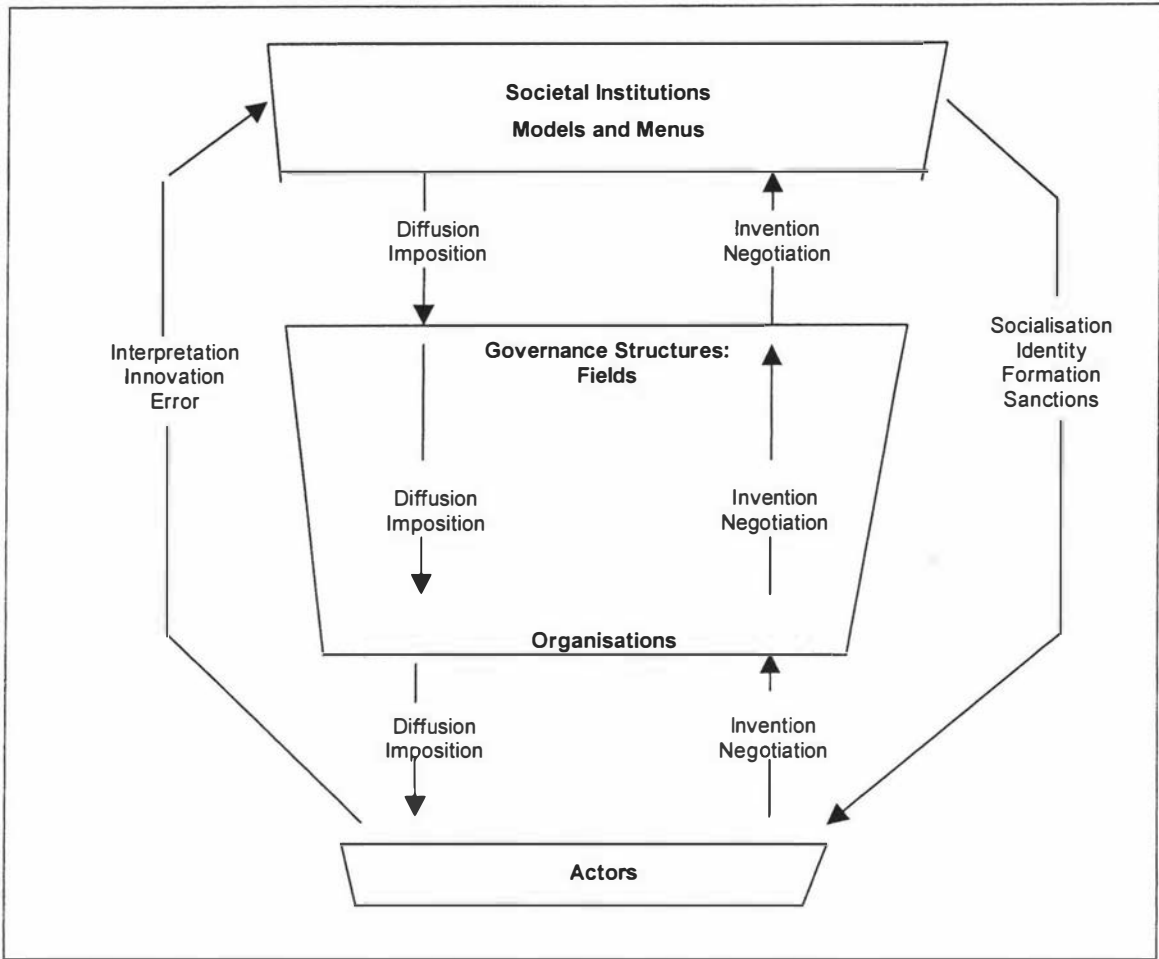 Societal Institutions
Models and Menus
Diffusion
Imposition
Invention
Negotiation
Interpretation
Innovation
Error
Governance Structures:
Fields
Socialisation
Identity
Formation
Sanctions
Diffusion
Imposition
Invention
Negotiation
Organisations
Diffusion
Imposition
Invention
Negotiation
Actors